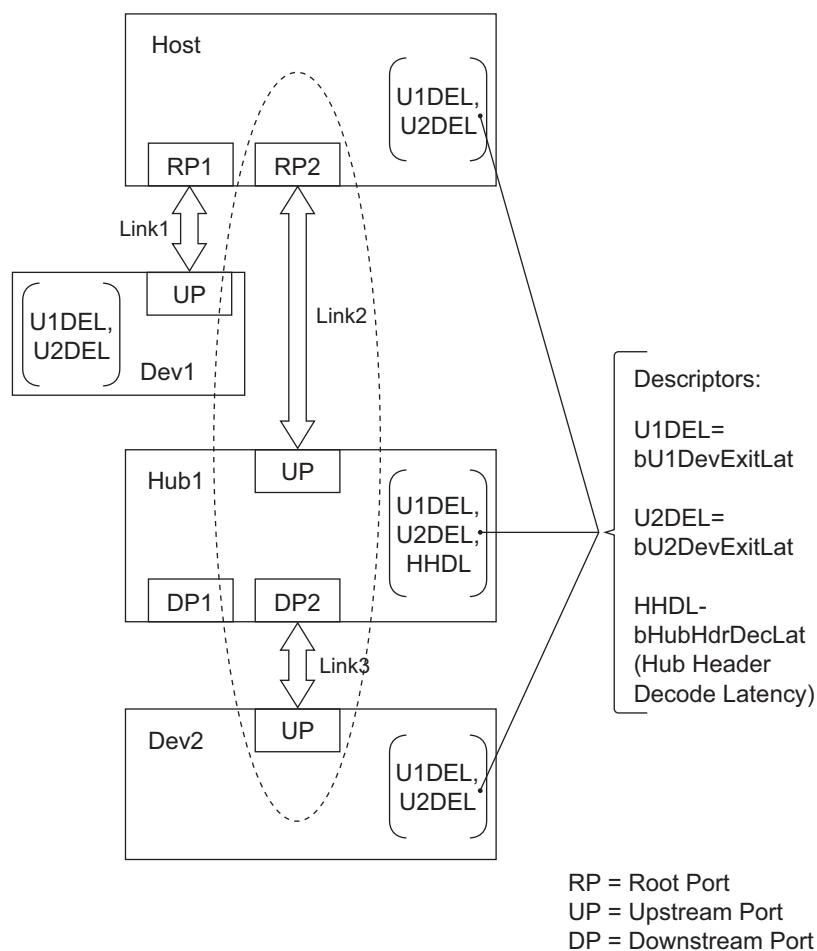 Host
U1DEL,
U2DEL
RP1
RP2
Link1
UP
U1DEL,
U2DEL
Dev1
Link2
UP
Hub1
U1DEL,
U2DEL,
HHDL
DP1
DP2
Link3
Dev2
UP
U1DEL,
U2DEL
Descriptors:
U1DEL=
bU1DevExitLat
U2DEL=
bU2DevExitLat
HHDL-
bHubHdrDecLat
(Hub Header
Decode Latency)
RP = Root Port
UP = Upstream Port
DP = Downstream Port